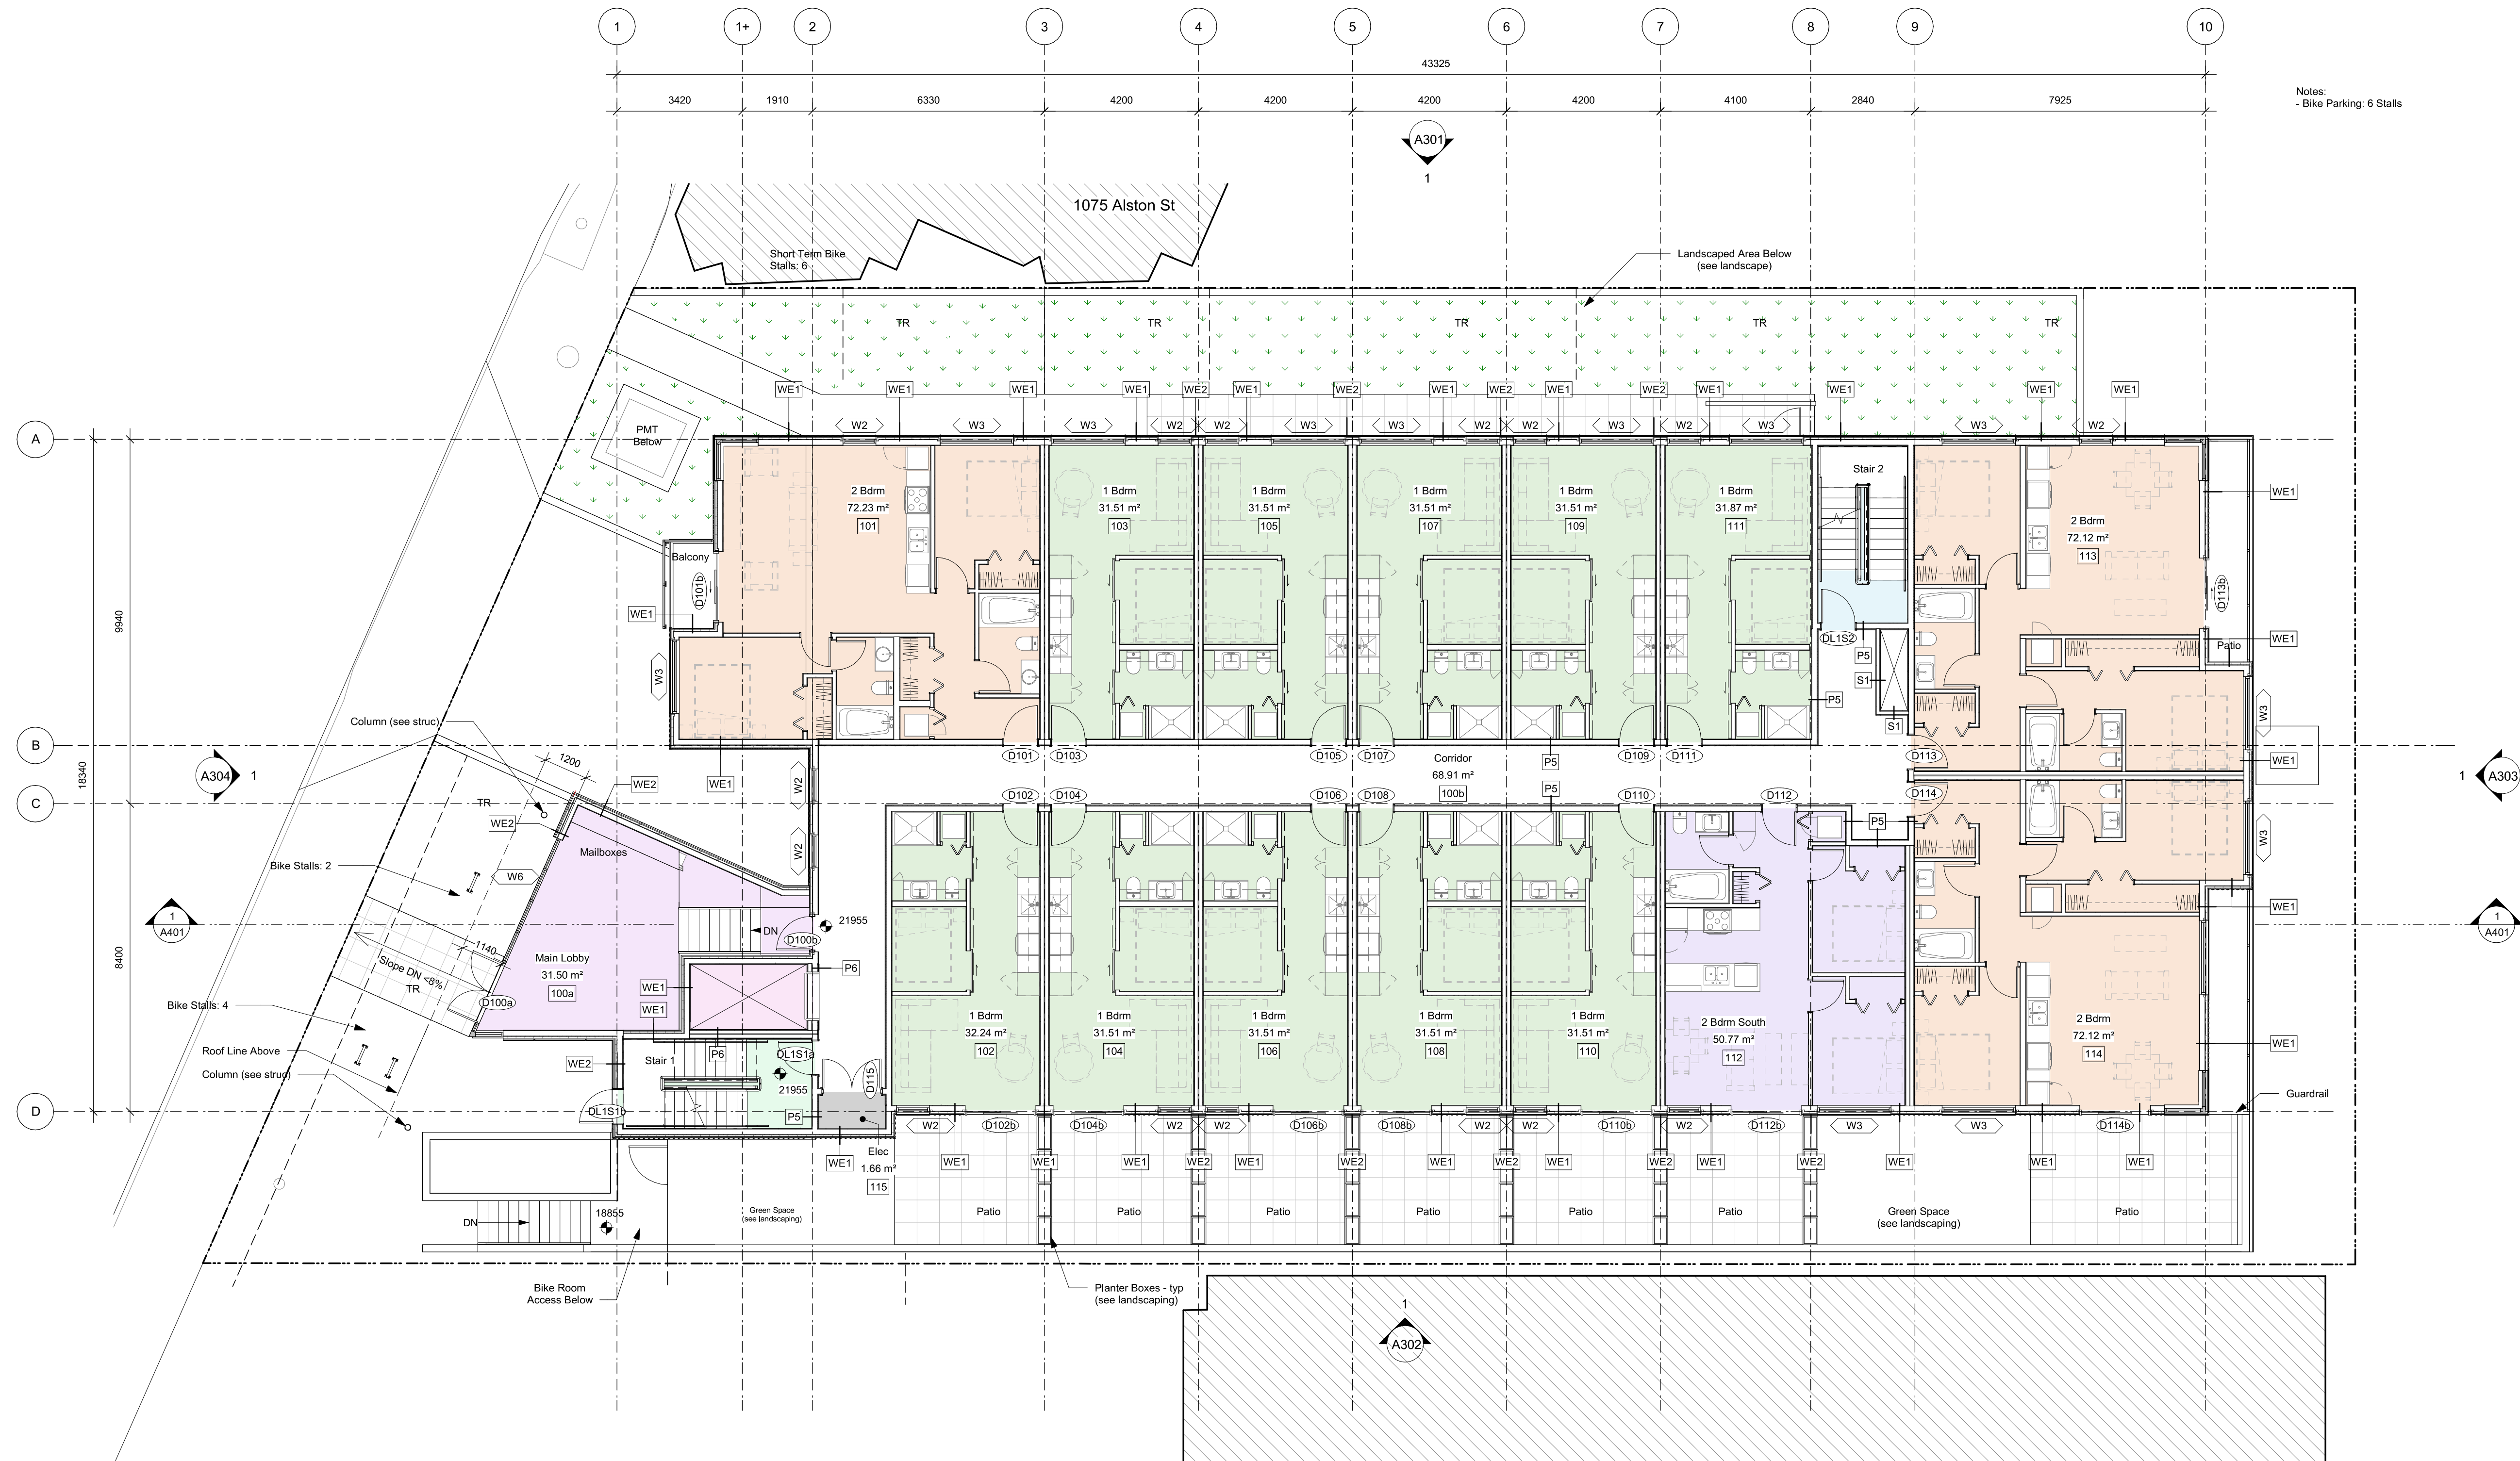 1
1+
2
3
4
5
6
7
8
9
10
43325
3420
1910
6330
4200
4200
4200
4200
4100
2840
7925
Notes:
- Bike Parking: 6 Stalls
A301
1
1075 Alston St
Short Term Bike
Stalls: 6
Landscaped Area Below
(see landscape)
TR
TR
TR
TR
TR
WE1
WE1
WE1
WE1
WE2
WE1
WE2
WE1
WE2
WE1
WE2
WE1
WE1
WE1
WE1
W2
W3
W3
W2
W2
W3
W3
W2
W2
W3
W2
W3
W3
W2
A
PMT
Below
Stair 2
2 Bdrm
72.23 m²
101
1 Bdrm
31.51 m²
103
1 Bdrm
31.51 m²
105
1 Bdrm
31.51 m²
107
1 Bdrm
31.51 m²
109
1 Bdrm
31.87 m²
111
2 Bdrm
72.12 m²
113
WE1
Balcony
D101b
D113b
WE1
9940
DL1S2
WE1
Patio
P5
W3
S1
P5
S1
W3
Column (see struc)
B
D101
D103
D105
D107
Corridor
68.91 m²
100b
D109
D111
D113
P5
WE1
A304
1
1200
WE2
WE1
W2
1
A303
18340
P5
C
TR
D102
D104
D106
D108
D110
D112
D114
WE2
P5
Mailboxes
W2
W3
Bike Stalls: 2
W6
1
A401
21955
DN
D100b
WE1
1
A401
8400
1140
Slope DN <8%
TR
Main Lobby
31.50 m²
100a
P6
WE1
WE1
D100a
Bike Stalls: 4
1 Bdrm
32.24 m²
102
1 Bdrm
31.51 m²
104
1 Bdrm
31.51 m²
106
1 Bdrm
31.51 m²
108
1 Bdrm
31.51 m²
110
2 Bdrm South
50.77 m²
112
2 Bdrm
72.12 m²
114
WE1
Roof Line Above
Column (see struc)
WE2
Stair 1
P6
DL1S1a
21955
D115
Guardrail
D
DL1S1b
P5
W2
D102b
D104b
W2
W2
D106b
D108b
W2
W2
D110b
W2
D112b
W3
W3
D114b
WE1
Elec
1.66 m²
115
WE1
WE1
WE1
WE2
WE1
WE2
WE1
WE2
WE1
WE2
WE1
WE2
WE1
WE1
WE1
DN
18855
Green Space
(see landscaping)
Patio
Patio
Patio
Patio
Patio
Patio
Green Space
(see landscaping)
Patio
Bike Room
Access Below
Planter Boxes - typ
(see landscaping)
1
A302